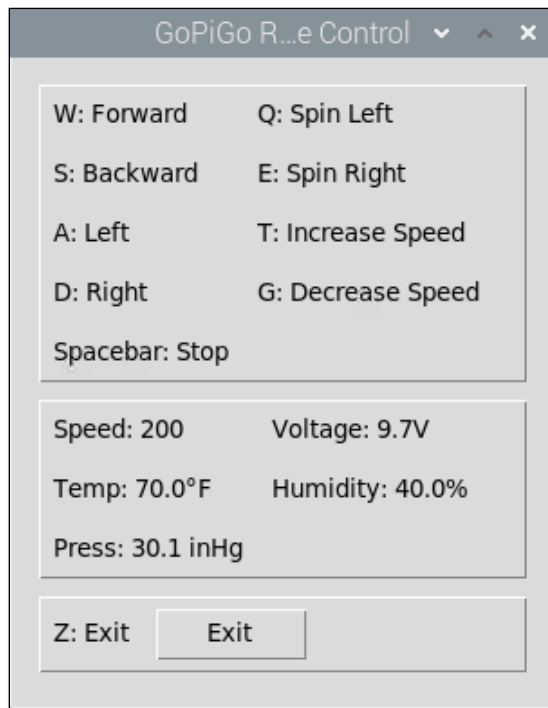 GoPiGo R...e Control
W: Forward Q: Spin Left
S: Backward E: Spin Right
A: Left T: Increase Speed
D: Right G: Decrease Speed
Spacebar: Stop
Speed: 200 Voltage: 9.7V
Temp: 70.0°F Humidity: 40.0%
Press: 30.1 inHg
Z: Exit Exit